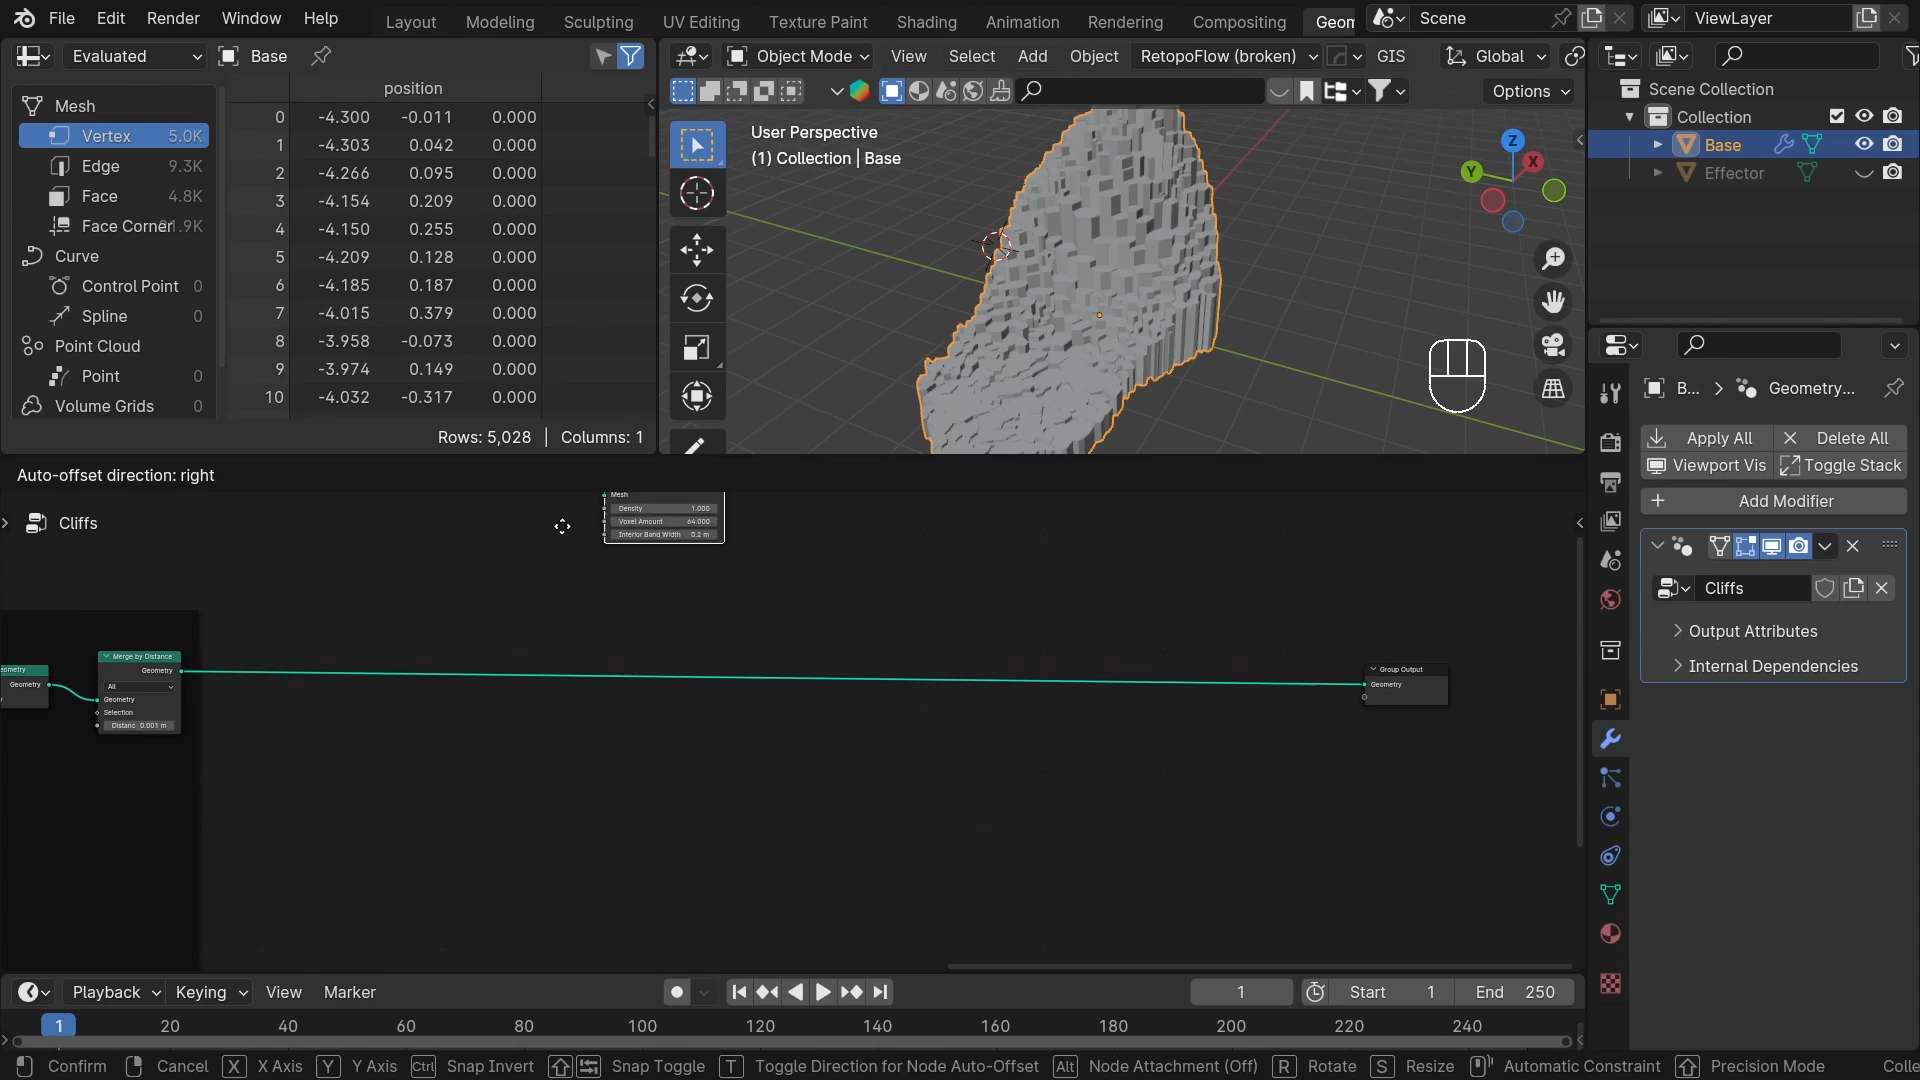 File Edit Render Window Help Layout Modeling Sculpting UV Editing Texture Paint Shading Animation Rendering Compositing Geom Scene ViewLayer
Evaluated Base
Object Mode View Select Add Object RetopoFlow (broken) GIS Global
Options
position
Mesh
Vertex 5.0K
Edge 9.3K
Face 4.8K
Face Corner
Curve
Control Point 0
Spline 0
Point Cloud
Point 0
Volume Grids 0
0 -4.300 -0.011 0.000
1 -4.303 0.042 0.000
2 -4.266 0.095 0.000
3 -4.154 0.209 0.000
4 -4.150 0.255 0.000
5 -4.209 0.128 0.000
6 -4.185 0.187 0.000
7 -4.015 0.379 0.000
8 -3.958 -0.073 0.000
9 -3.974 0.149 0.000
10 -4.032 -0.317 0.000
Rows: 5,028 | Columns: 1
User Perspective
(1) Collection | Base
Z
Y
X
Scene Collection
Collection
Base
Effector
B... Geometry...
Apply All Delete All
Viewport Vis Toggle Stack
Add Modifier
Cliffs
Output Attributes
Internal Dependencies
Auto-offset direction: right
Cliffs
Mesh
Density 1.000
Voxel Amount 64.000
Interior Band Width 0.2 m
eometry
Geometry
Merge by Distance
Geometry
All
Geometry
Selection
Distanc 0.001 m
Group Output
Geometry
Playback Keying View Marker 1 Start 1 End 250
1 20 40 60 80 100 120 140 160 180 200 220 240
Confirm Cancel X X Axis Y Y Axis Ctrl Snap Invert Snap Toggle T Toggle Direction for Node Auto-Offset Alt Node Attachment (Off) R Rotate S Resize Automatic Constraint Precision Mode Colle